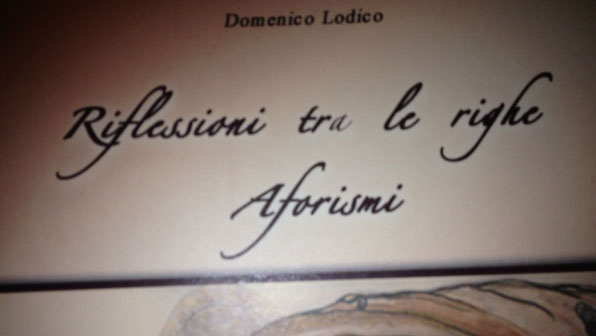 Domenico Lodico
Riflessioni tra le righe
Aforismi